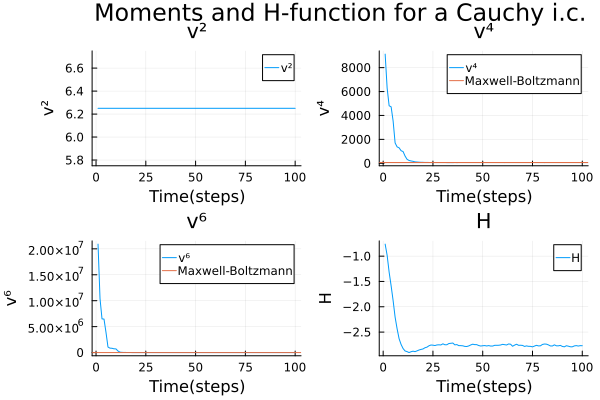 Moments and H-function for a Cauchy i.c.
v²
v⁴
6.6
6.4
6.2
6.0
5.8
v²
v²
0
25
50
75
100
Time(steps)
8000
6000
4000
2000
0
v⁴
v⁴
Maxwell-Boltzmann
0
25
50
75
100
Time(steps)
v⁶
H
2.00×10⁷
1.50×10⁷
1.00×10⁷
5.00×10⁶
0
v⁶
v⁶
Maxwell-Boltzmann
0
25
50
75
100
Time(steps)
−1.0
−1.5
−2.0
−2.5
H
H
0
25
50
75
100
Time(steps)